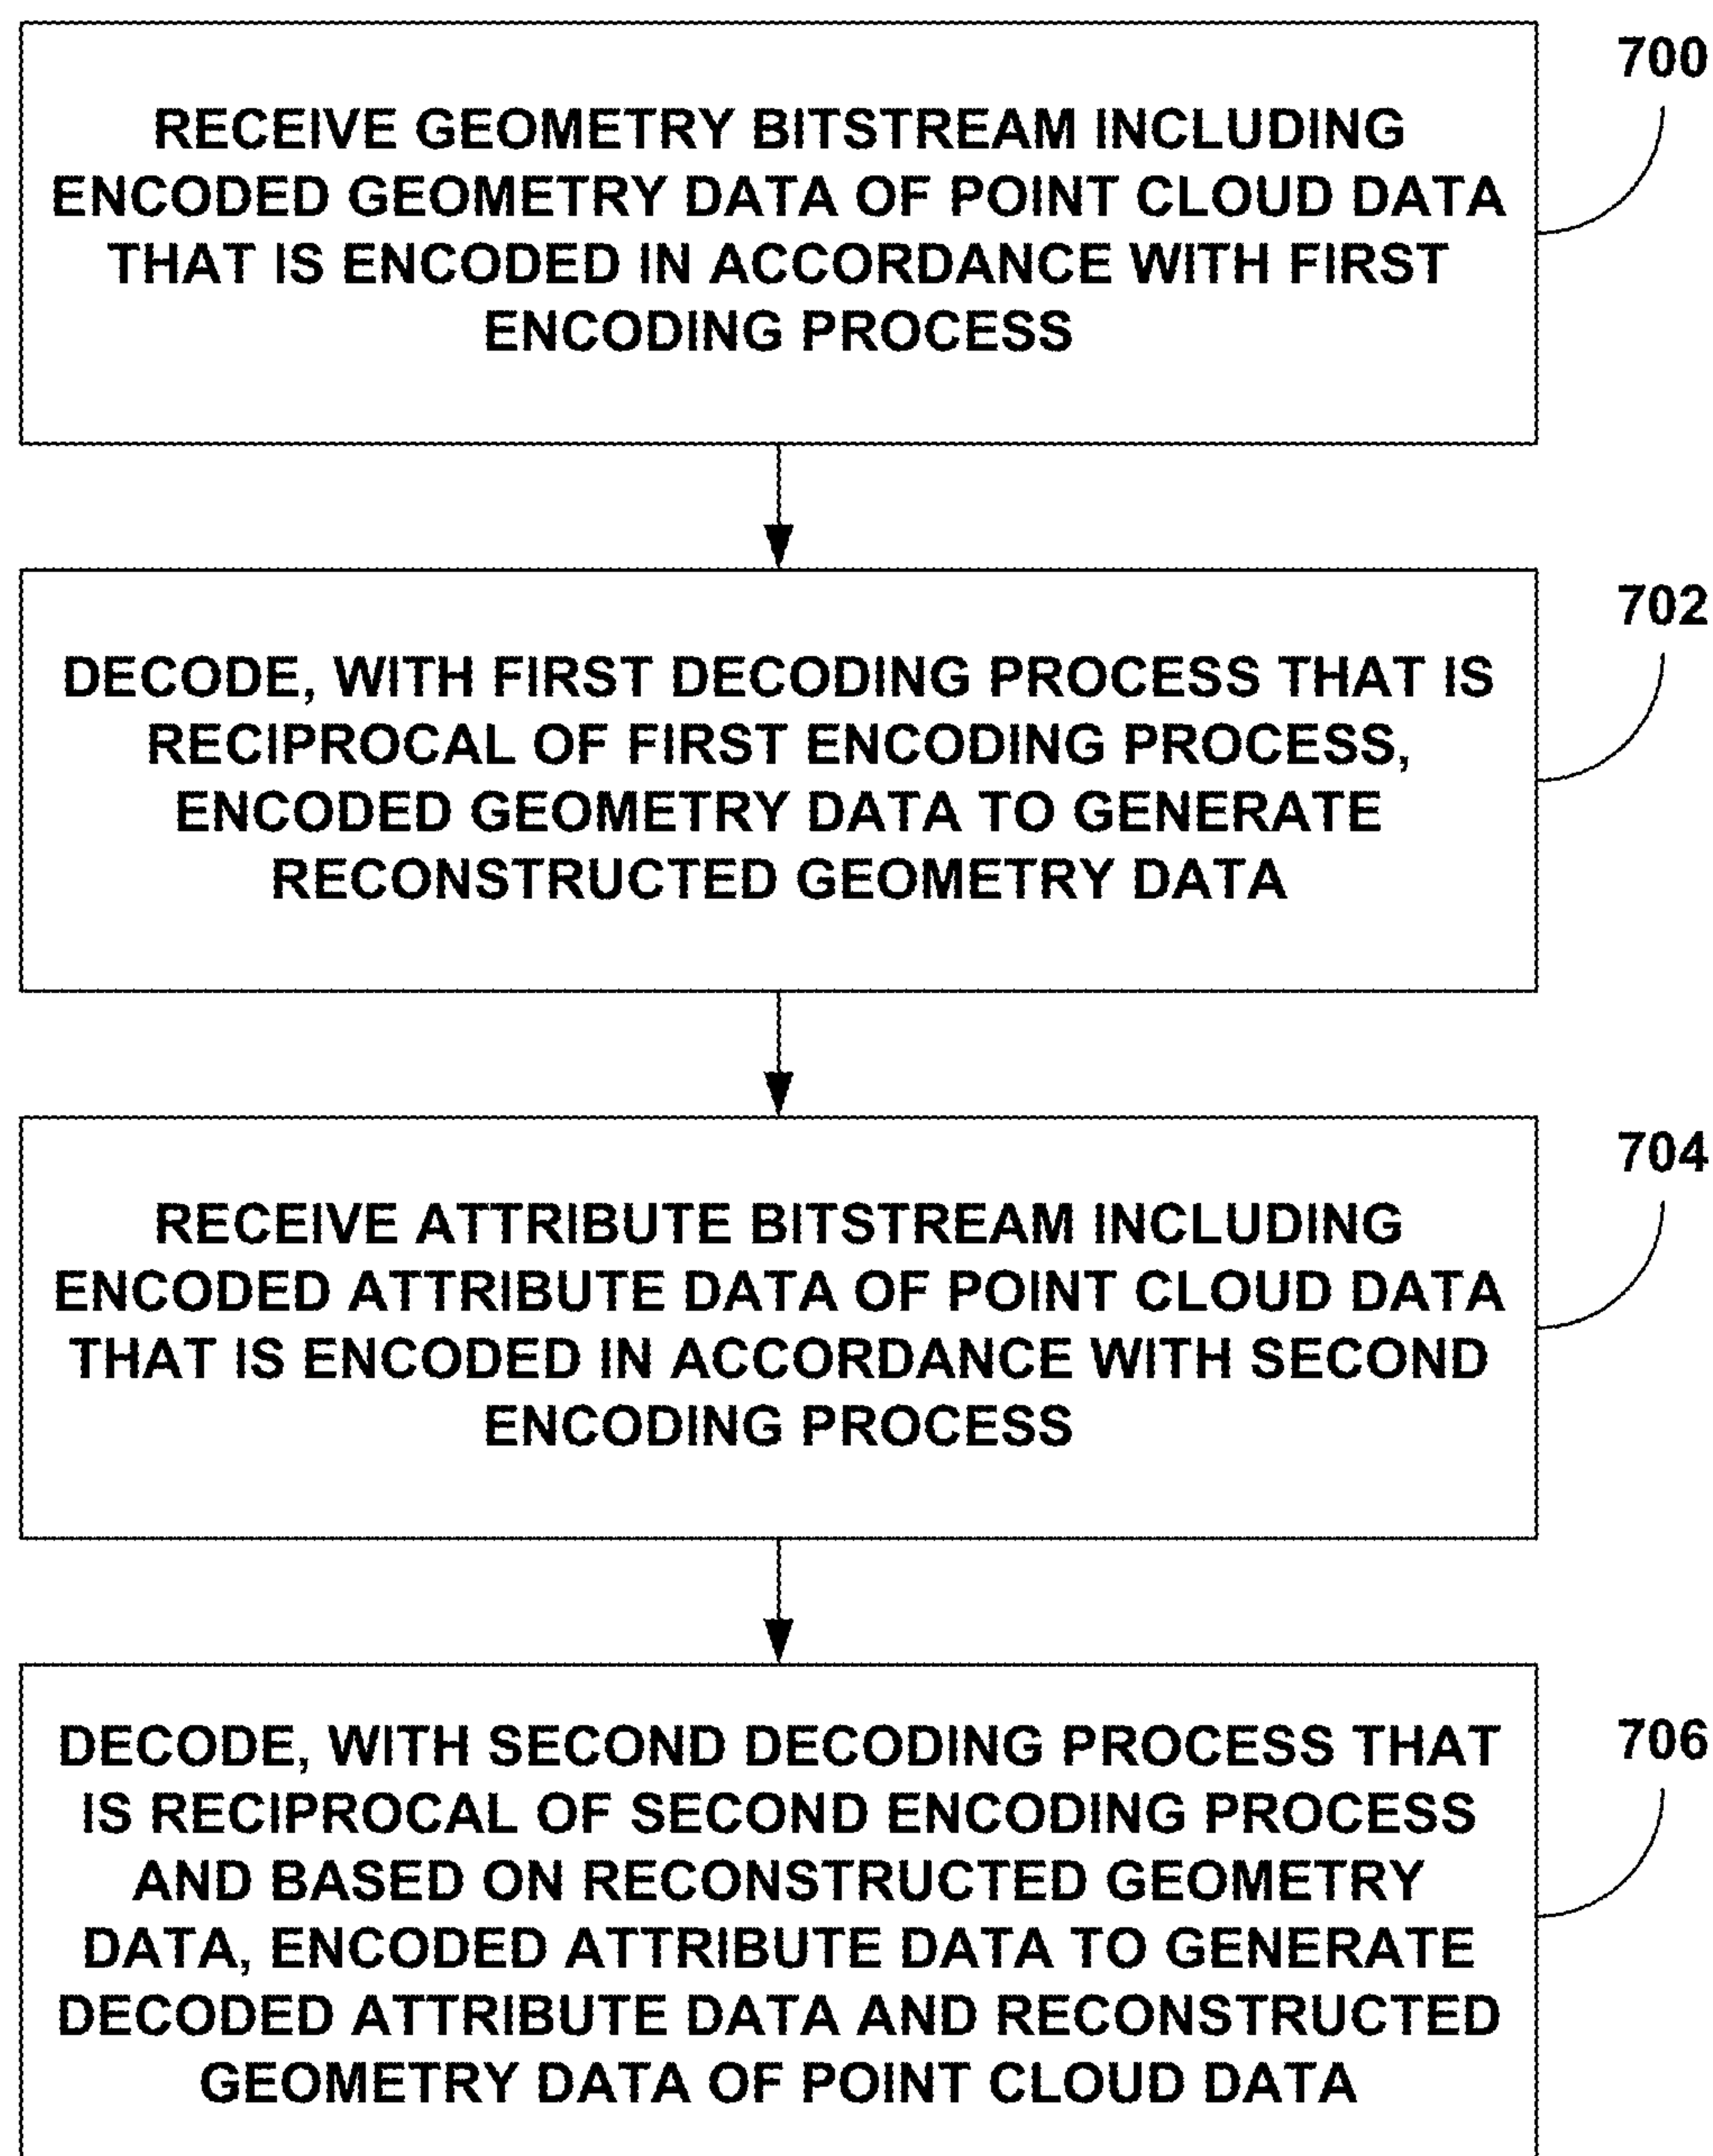 700
RECEIVE GEOMETRY BITSTREAM INCLUDING
ENCODED GEOMETRY DATA OF POINT CLOUD DATA
THAT IS ENCODED IN ACCORDANCE WITH FIRST
ENCODING PROCESS
702
DECODE, WITH FIRST DECODING PROCESS THAT IS
RECIPROCAL OF FIRST ENCODING PROCESS,
ENCODED GEOMETRY DATA TO GENERATE
RECONSTRUCTED GEOMETRY DATA
704
RECEIVE ATTRIBUTE BITSTREAM INCLUDING
ENCODED ATTRIBUTE DATA OF POINT CLOUD DATA
THAT IS ENCODED IN ACCORDANCE WITH SECOND
ENCODING PROCESS
706
DECODE, WITH SECOND DECODING PROCESS THAT
IS RECIPROCAL OF SECOND ENCODING PROCESS
AND BASED ON RECONSTRUCTED GEOMETRY
DATA, ENCODED ATTRIBUTE DATA TO GENERATE
DECODED ATTRIBUTE DATA AND RECONSTRUCTED
GEOMETRY DATA OF POINT CLOUD DATA